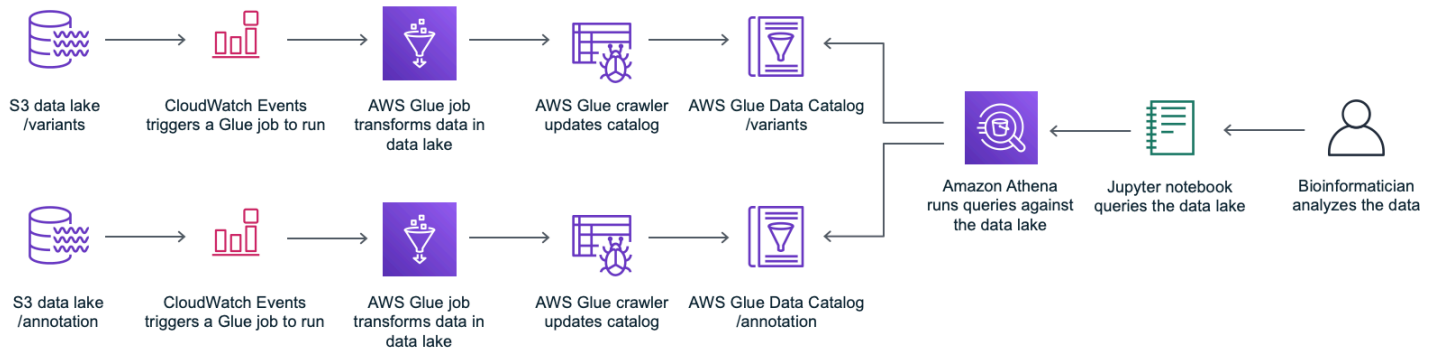 S3 data lake
/variants
CloudWatch Events
triggers a Glue job to run
AWS Glue job
transforms data in
data lake
AWS Glue crawler
updates catalog
AWS Glue Data Catalog
/variants
Amazon Athena
runs queries against
the data lake
Jupyter notebook
queries the data lake
Bioinformatician
analyzes the data
S3 data lake
/annotation
CloudWatch Events
triggers a Glue job to run
AWS Glue job
transforms data in
data lake
AWS Glue crawler
updates catalog
AWS Glue Data Catalog
/annotation